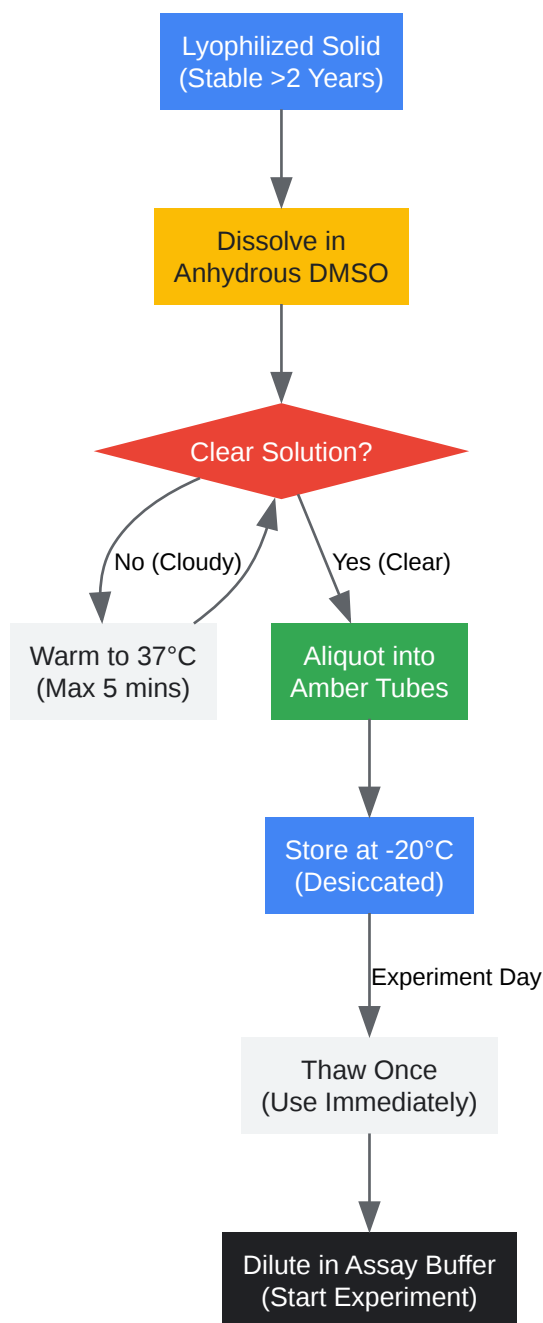 Lyophilized Solid
(Stable >2 Years)
Dissolve in
Anhydrous DMSO
Clear Solution?
No (Cloudy)
Yes (Clear)
Warm to 37°C
(Max 5 mins)
Aliquot into
Amber Tubes
Store at -20°C
(Desiccated)
Experiment Day
Thaw Once
(Use Immediately)
Dilute in Assay Buffer
(Start Experiment)